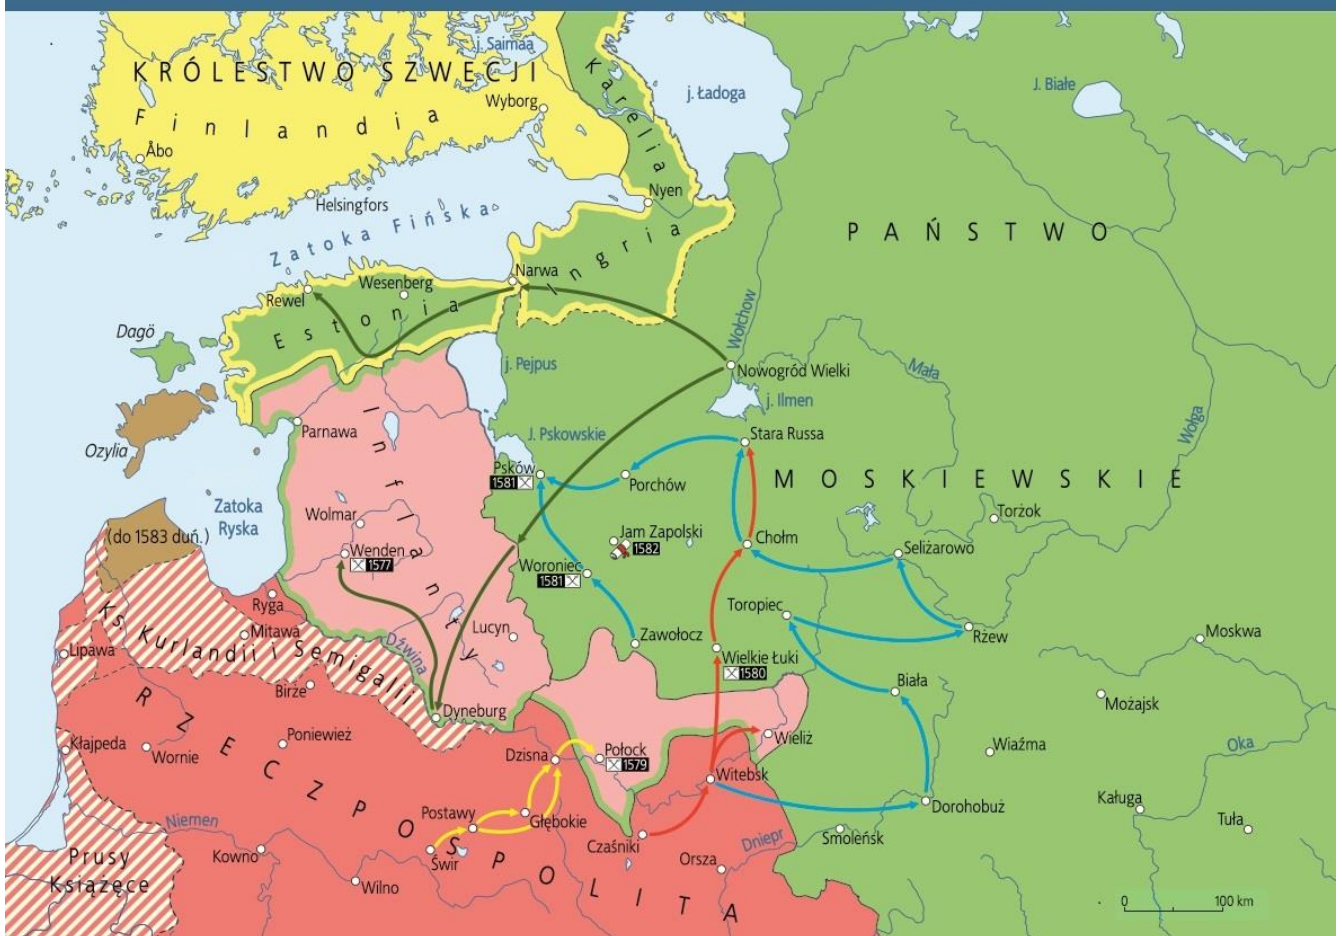 KRÓLESTWO SZWECJI
Finlandia
j. Saimaa
Wyborg
Karelia
j. Ładoga
J. Białe
Åbo
Helsingfors
Nyen
Zatoka Fińska
Ingria
PAŃSTWO
Narwa
Wesenberg
Rewel
Estonia
Dagö
Wołchow
j. Pejpus
Nowogród Wielki
Mała
j. Ilmen
Wołga
Parnawa
Inflanty
Ozylia
J. Pskowskie
Stara Russa
Psków
1581
Porchów
MOSKIEWSKIE
Zatoka
Ryska
Wolmar
Torżok
(do 1583 duń.)
Wenden
1577
Jam Zapolski
1582
Chołm
Seliżarowo
Woroniec
1581
Ryga
Toropiec
Ks. Kurlandii i Semigalii
Mitawa
Dźwina
Lucyn
Zawołocz
Rżew
Moskwa
Lipawa
Wielkie Łuki
1580
Birże
Biała
Możajsk
RZECZPOSPOLITA
Dyneburg
Wieliż
Kłajpeda
Wornie
Poniewież
Dzisna
Połock
1579
Wiaźma
Oka
Witebsk
Postawy
Głębokie
Dorohobuż
Kaługa
Niemen
Tuła
Czaśniki
Smoleńsk
Dniepr
Prusy
Książęce
Kowno
Świr
Orsza
Wilno
0
100 km